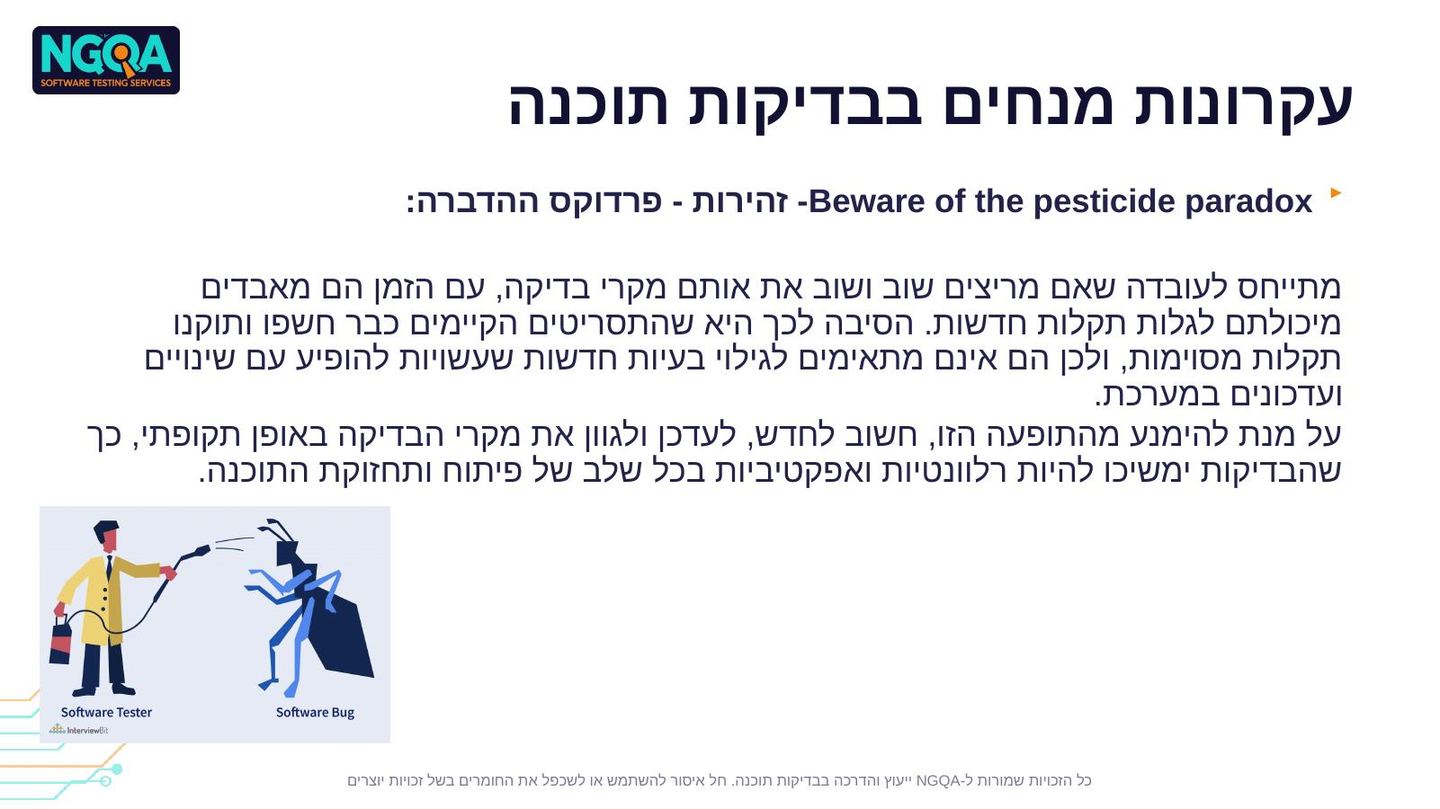 NGQA
SOFTWARE TESTING SERVICES
עקרונות מנחים בבדיקות תוכנה
Beware of the pesticide paradox- זהירות - פרדוקס ההדברה:
מתייחס לעובדה שאם מריצים שוב ושוב את אותם מקרי בדיקה, עם הזמן הם מאבדים
מיכולתם לגלות תקלות חדשות. הסיבה לכך היא שהתסריטים הקיימים כבר חשפו ותוקנו
תקלות מסוימות, ולכן הם אינם מתאימים לגילוי בעיות חדשות שעשויות להופיע עם שינויים
ועדכונים במערכת.
על מנת להימנע מהתופעה הזו, חשוב לחדש, לעדכן ולגוון את מקרי הבדיקה באופן תקופתי, כך
שהבדיקות ימשיכו להיות רלוונטיות ואפקטיביות בכל שלב של פיתוח ותחזוקת התוכנה.
Software Tester
Software Bug
InterviewBit
כל הזכויות שמורות ל-NGQA ייעוץ והדרכה בבדיקות תוכנה. חל איסור להשתמש או לשכפל את החומרים בשל זכויות יוצרים